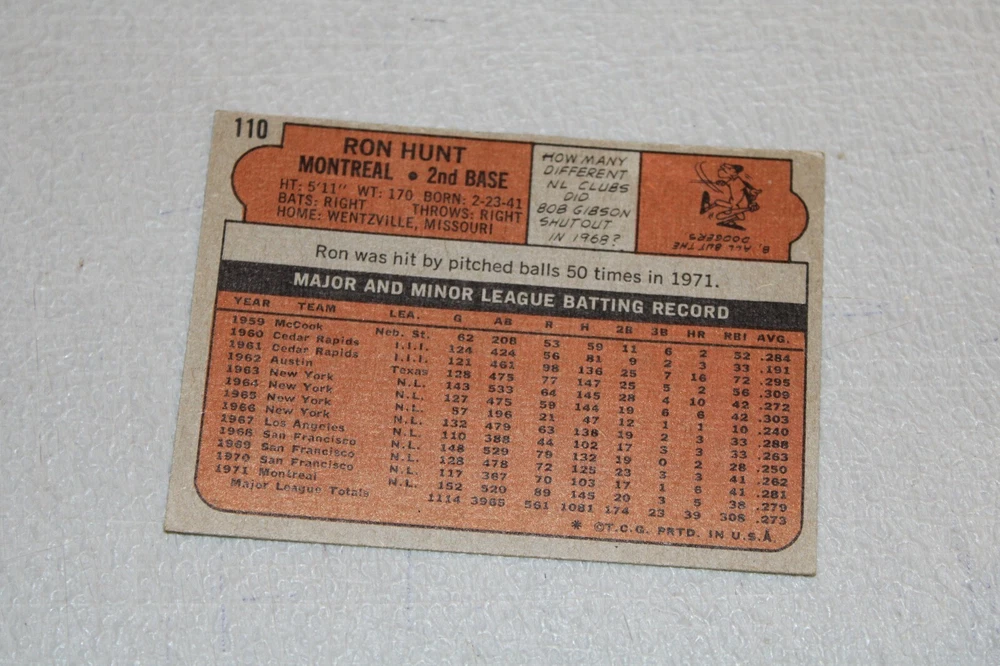 110
RON HUNT
MONTREAL • 2nd BASE
HT: 5'11" WT: 170 BORN: 2-23-41
BATS: RIGHT THROWS: RIGHT
HOME: WENTZVILLE, MISSOURI
HOW MANY
DIFFERENT
NL CLUBS
DID
BOB GIBSON
SHUTOUT
IN 1968?
8, ALL BUT THE
DODGERS
Ron was hit by pitched balls 50 times in 1971.
MAJOR AND MINOR LEAGUE BATTING RECORD
YEAR TEAM LEA. G AB R H 2B 3B HR RBI AVG.
1959 McCook Neb. St. 62 208 53 59 11 6 2 52 .284
1960 Cedar Rapids I.I.I. 124 424 56 81 9 2 3 33 .191
1961 Cedar Rapids I.I.I. 121 461 98 136 25 7 16 72 .295
1962 Austin Texas 128 475 77 147 25 5 2 56 .309
1963 New York N.L. 143 533 64 145 28 4 10 42 .272
1964 New York N.L. 127 475 59 144 19 6 6 42 .303
1965 New York N.L. 57 196 21 47 12 1 1 10 .240
1966 New York N.L. 132 479 63 138 19 2 3 33 .288
1967 Los Angeles N.L. 110 388 44 102 17 3 3 33 .263
1968 San Francisco N.L. 148 529 79 132 19 0 2 28 .250
1969 San Francisco N.L. 128 478 72 125 23 3 3 41 .262
1970 San Francisco N.L. 117 367 70 103 17 1 6 41 .281
1971 Montreal N.L. 152 520 89 145 20 3 5 38 .279
Major League Totals 1114 3965 561 1081 174 23 39 308 .273
* ©T.C.G. PRTD. IN U.S.A